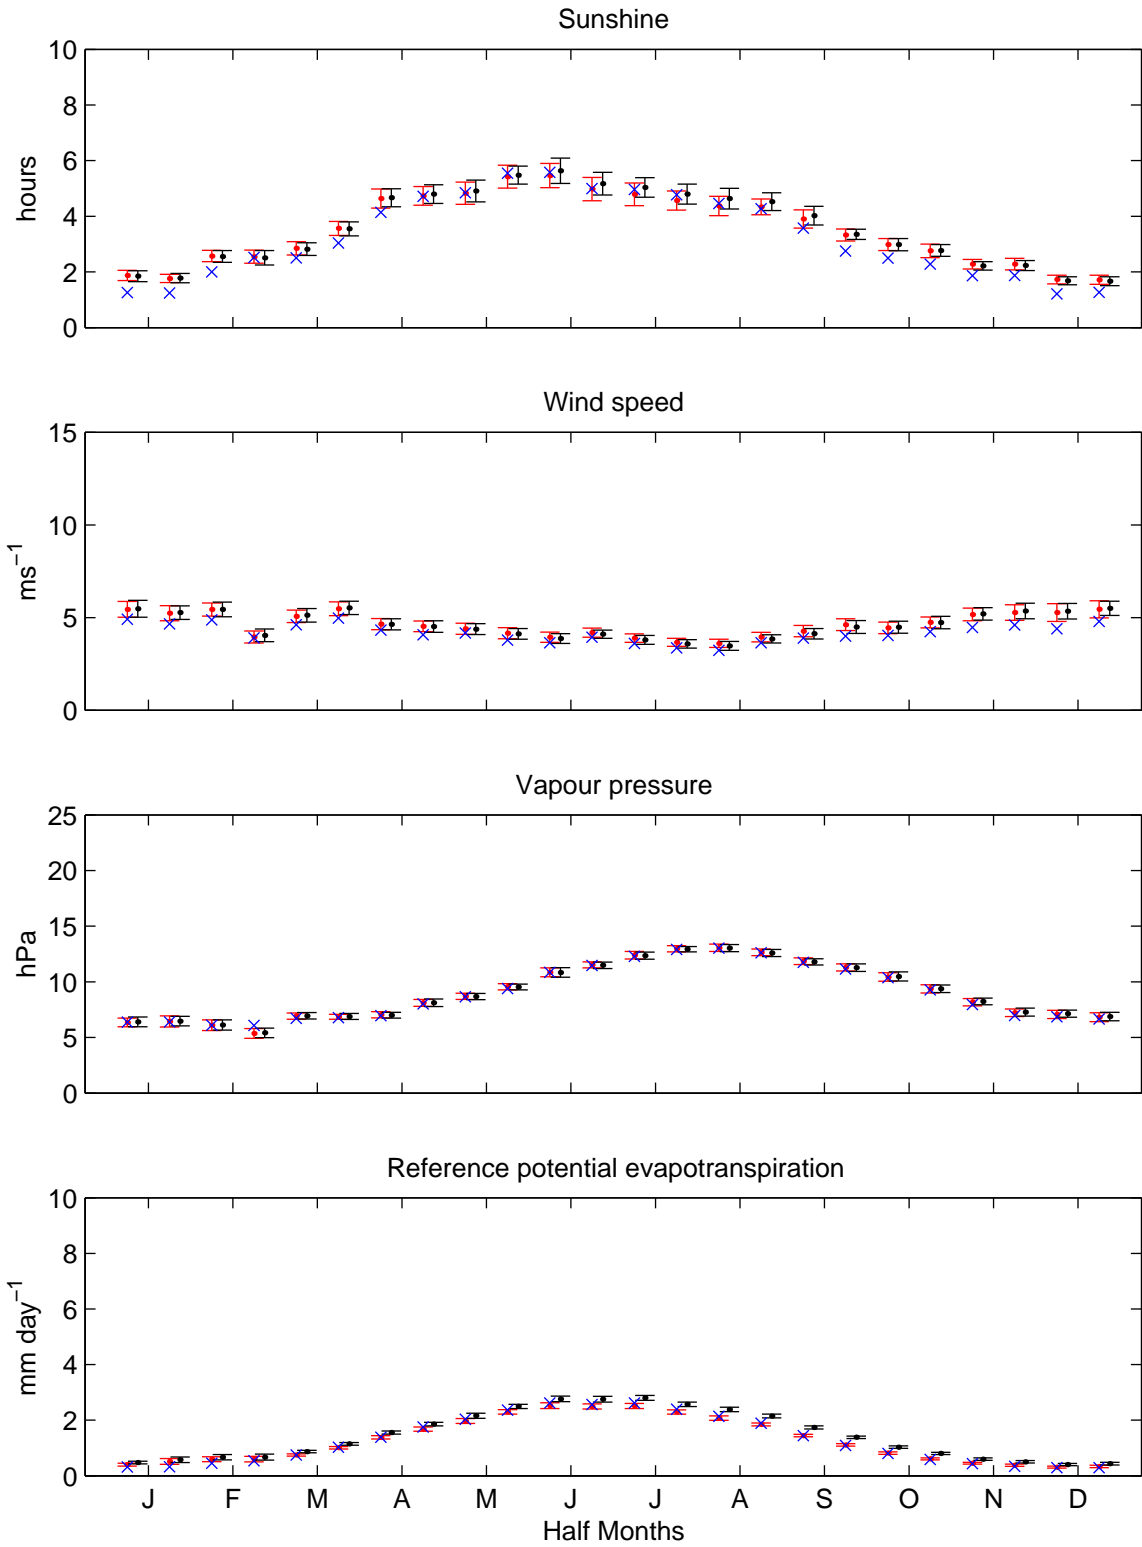 Sunshine
10
8
6
4
2
0
hours
Wind speed
15
10
5
0
ms⁻¹
Vapour pressure
25
20
15
10
5
0
hPa
Reference potential evapotranspiration
10
8
6
4
2
0
mm day⁻¹
J F M A M J J A S O N D
Half Months